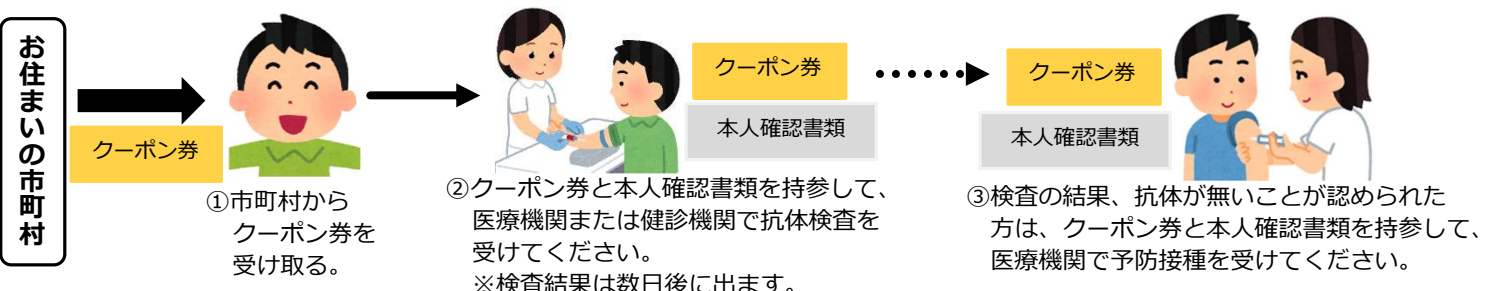 お住まいの市町村
クーポン券
①市町村から
クーポン券を
受け取る。
クーポン券
本人確認書類
②クーポン券と本人確認書類を持参して、
医療機関または健診機関で抗体検査を
受けてください。
※検査結果は数日後に出ます。
クーポン券
本人確認書類
③検査の結果、抗体が無いことが認められた
方は、クーポン券と本人確認書類を持参して、
医療機関で予防接種を受けてください。